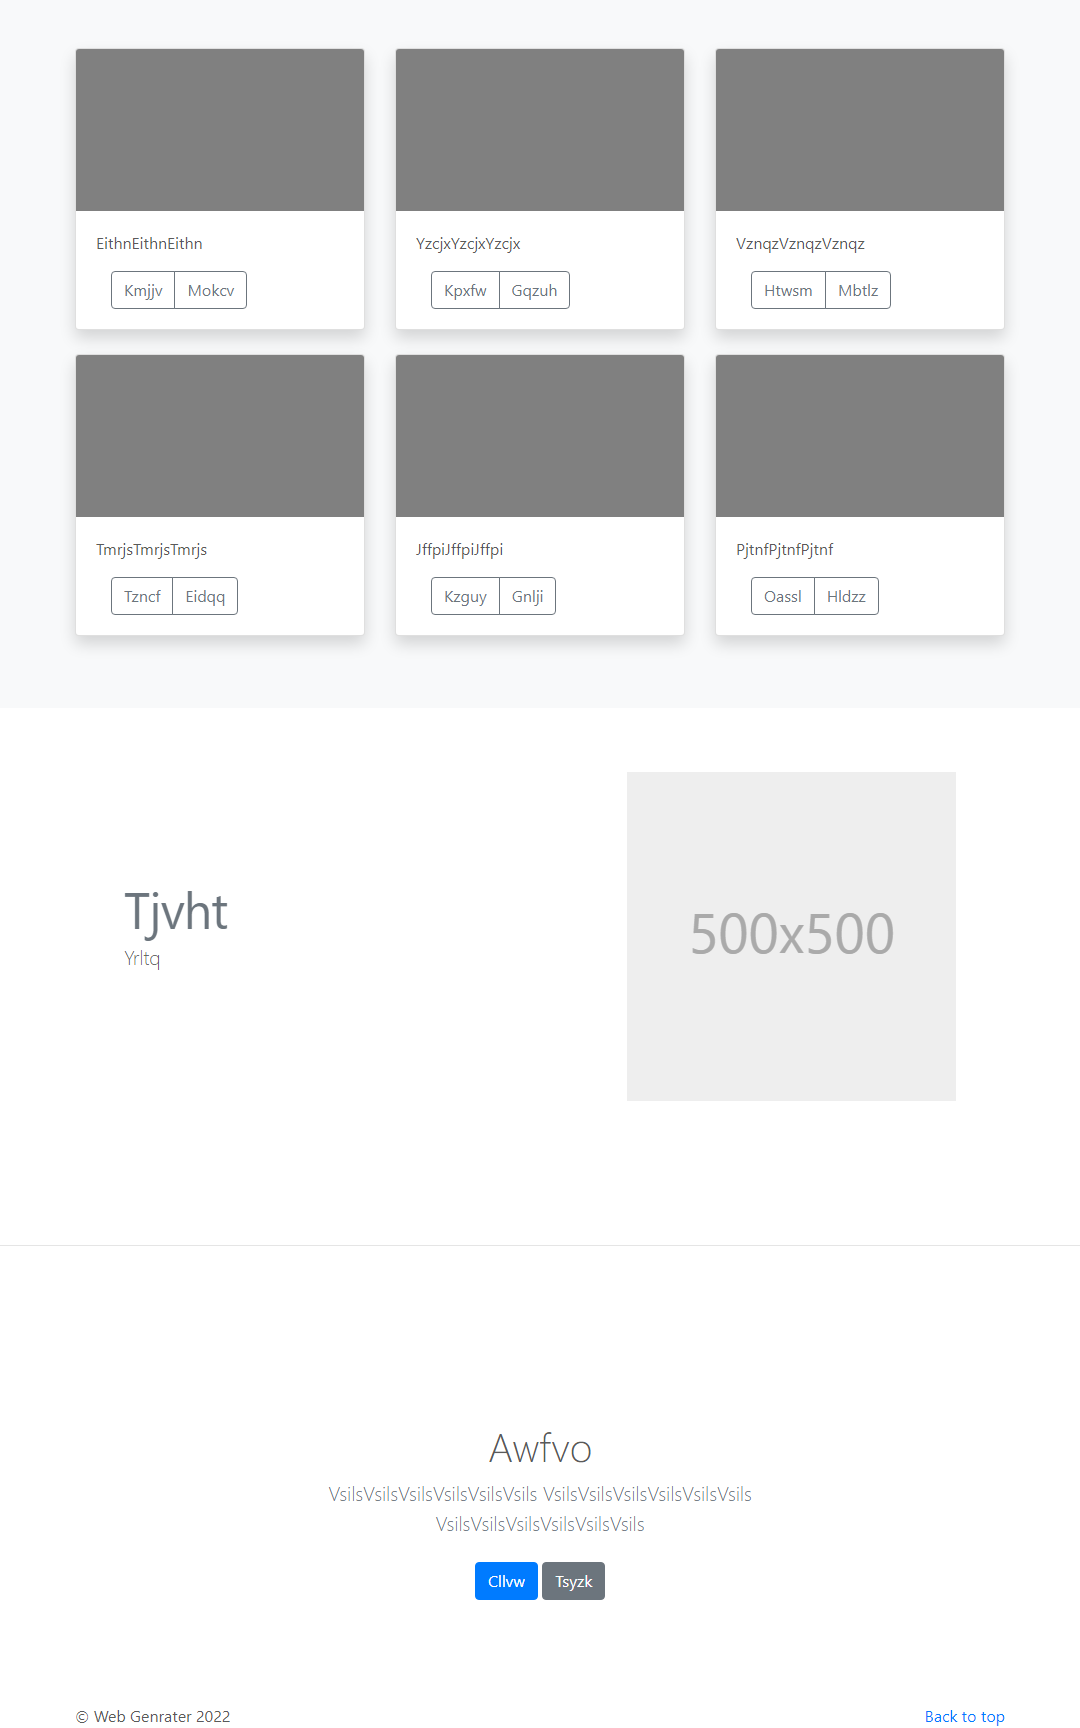 EithnEithnEithn
Kmjjv Mokcv
YzcjxYzcjxYzcjx
Kpxfw Gqzuh
VznqzVznqzVznqz
Htwsm Mbtlz
TmrjsTmrjsTmrjs
Tzncf Eidqq
JffpiJffpiJffpi
Kzguy Gnlji
PjtnfPjtnfPjtnf
Oassl Hldzz
Tjvht
Yrltq
500x500
Awfvo
VsilsVsilsVsilsVsilsVsilsVsils VsilsVsilsVsilsVsilsVsilsVsils
VsilsVsilsVsilsVsilsVsilsVsils
Cllvw Tsyzk
© Web Genrater 2022
Back to top